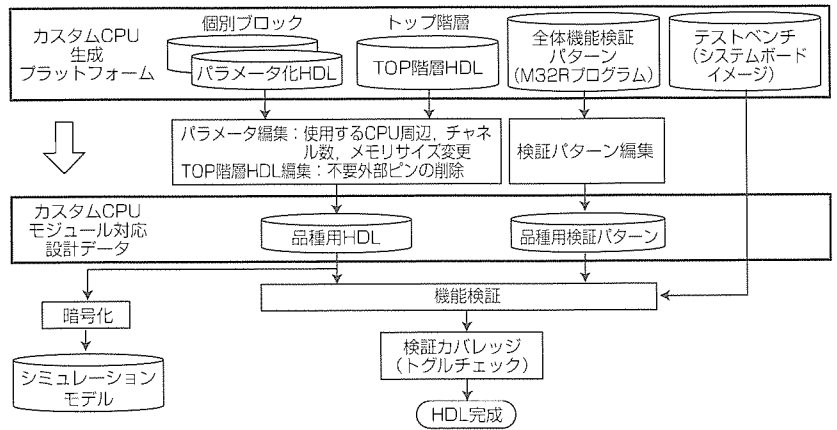 カスタムCPU
生成
プラットフォーム
個別ブロック
パラメータ化HDL
トップ階層
TOP階層HDL
全体機能検証
パターン
(M32Rプログラム)
テストベンチ
(システムボード
イメージ)
パラメータ編集:使用するCPU周辺,チャネ
ル数,メモリサイズ変更
TOP階層HDL編集:不要外部ピンの削除
検証パターン編集
カスタムCPU
モジュール対応
設計データ
品種用HDL
品種用検証パターン
暗号化
機能検証
シミュレーション
モデル
検証カバレッジ
(トグルチェック)
HDL完成